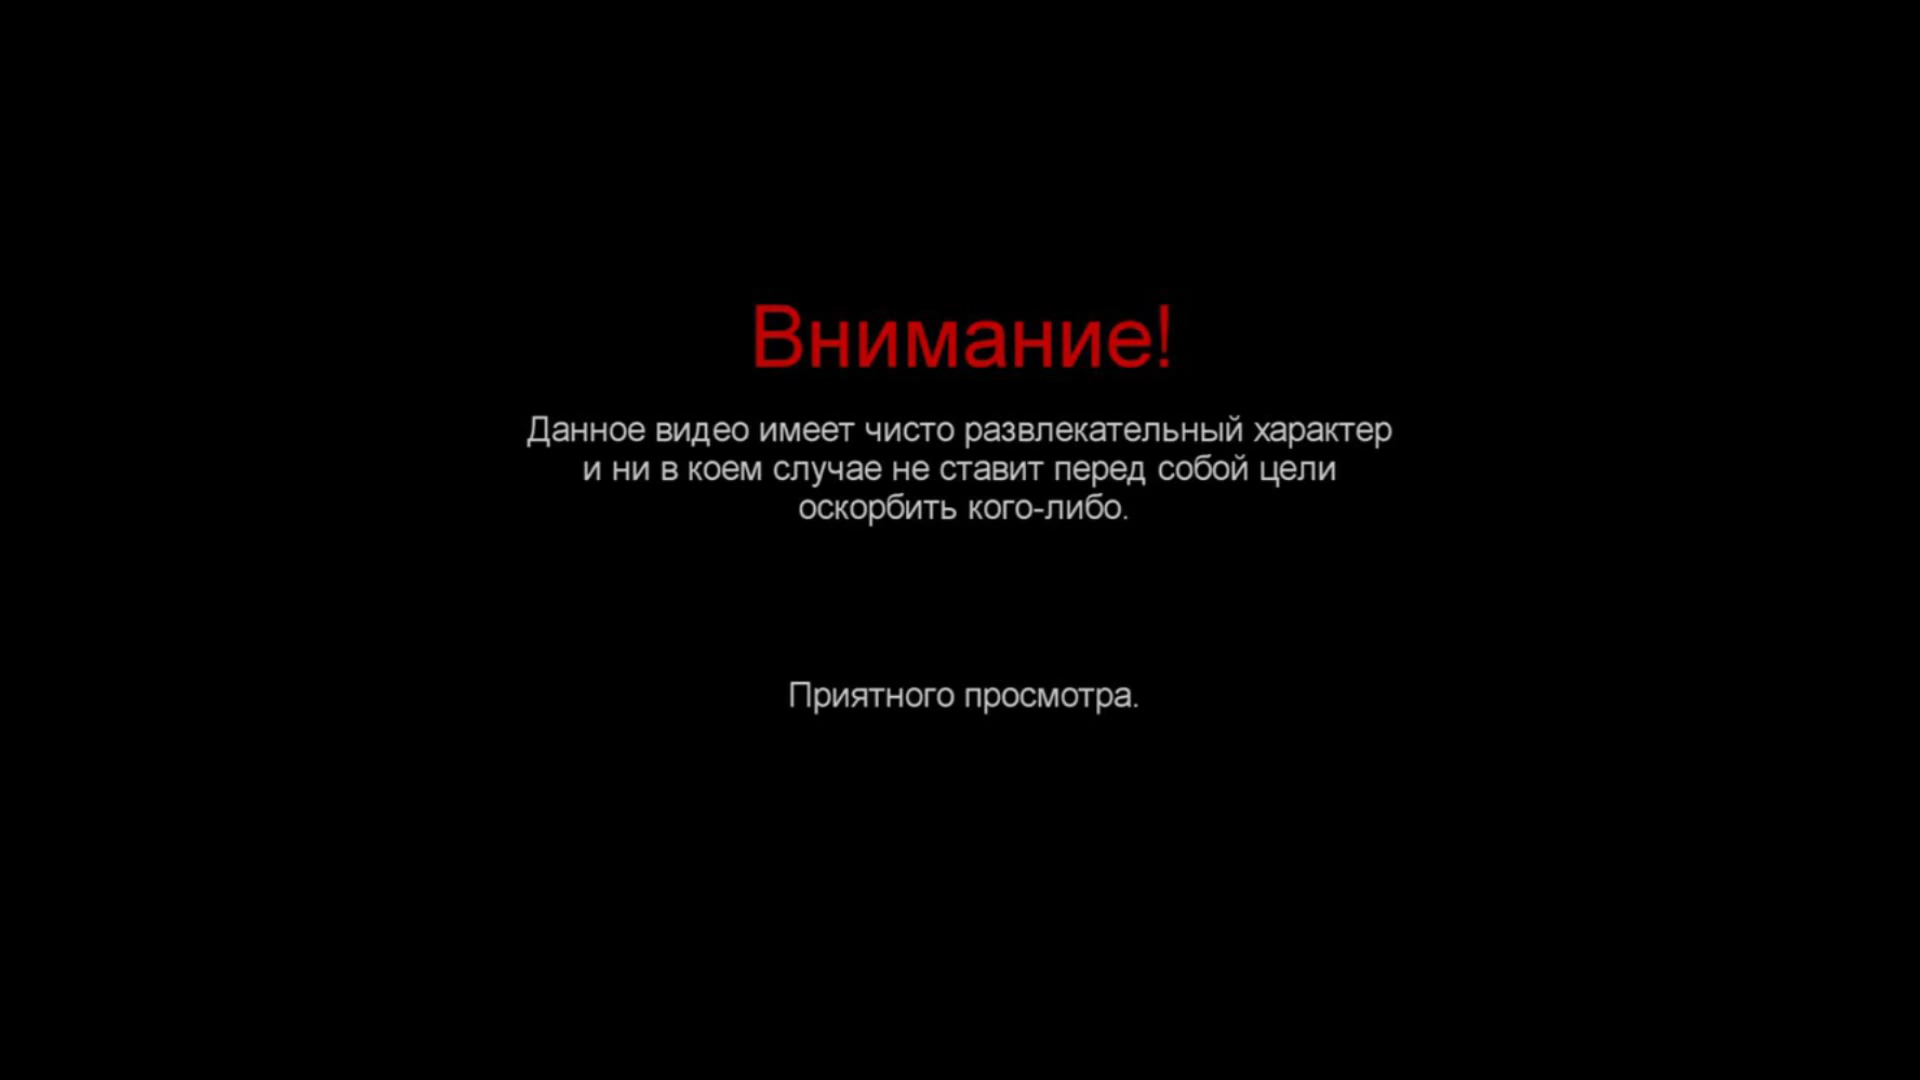 Внимание!
Данное видео имеет чисто развлекательный характер
и ни в коем случае не ставит перед собой цели
оскорбить кого-либо.
Приятного просмотра.